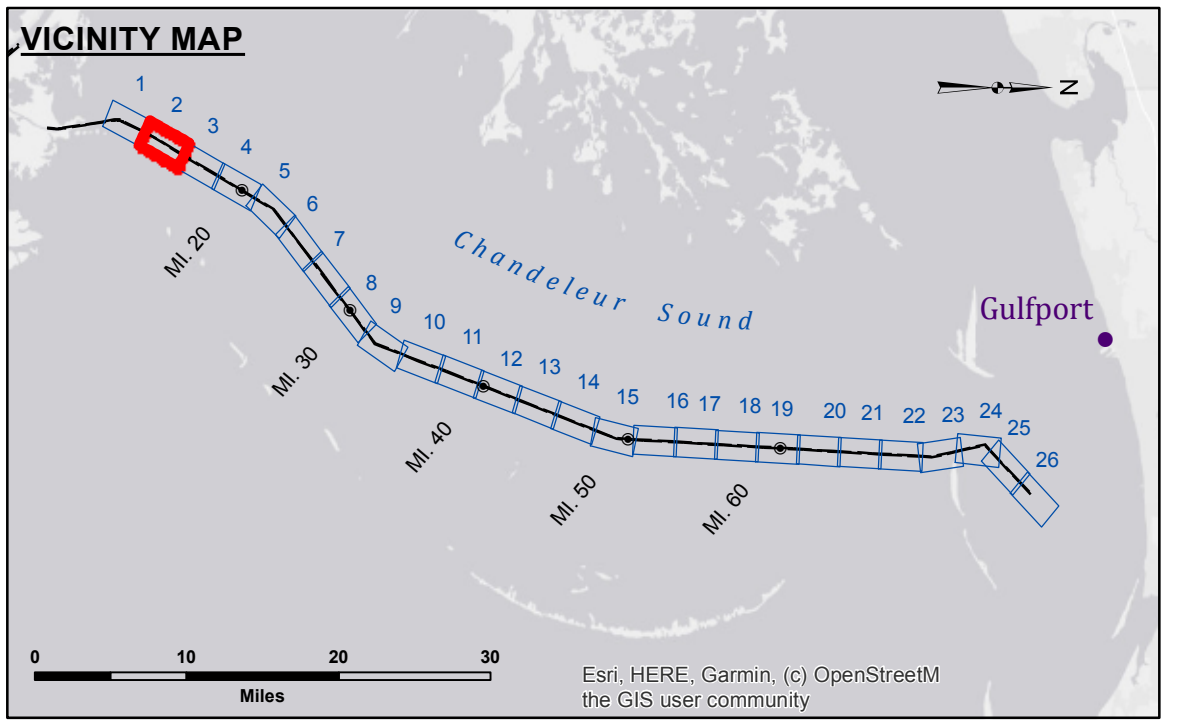 VICINITY MAP
N
1
2
3
4
5
6
7
8
9
10
11
12
13
14
15
16
17
18
19
20
21
22
23
24
25
26
MI. 20
MI. 30
MI. 40
MI. 50
MI. 60
Chandeleur Sound
Gulfport
0 10 20 30
Miles
Esri, HERE, Garmin, (c) OpenStreetM
the GIS user community